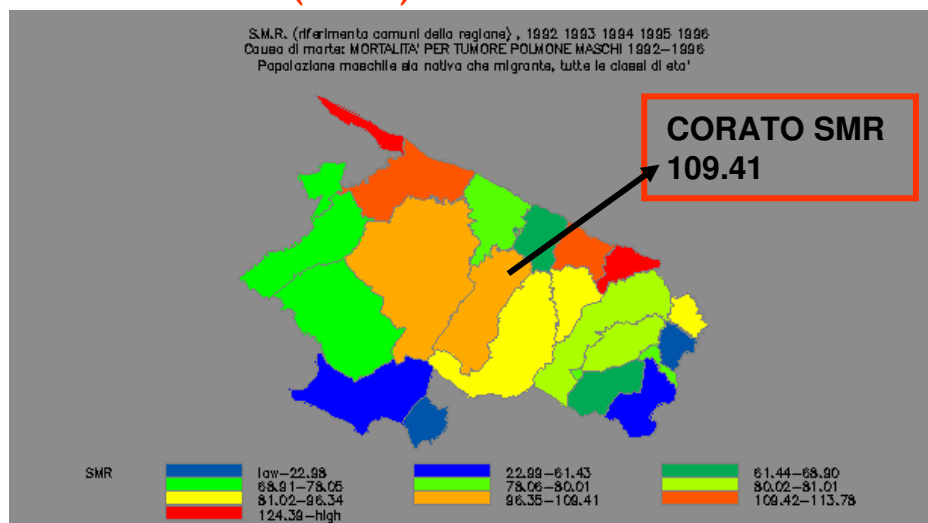 S.M.R. (riferimento comuni della regione) , 1992 1993 1994 1995 1996
Causa di morte: MORTALITA' PER TUMORE POLMONE MASCHI 1992-1996
Popolazione maschile sia nativa che migrante, tutte le classi di eta'
CORATO SMR
109.41
SMR
low-22.98
22.99-61.43
61.44-68.90
68.91-78.05
78.06-80.01
80.02-81.01
81.02-96.34
96.35-109.41
109.42-113.78
124.39-high